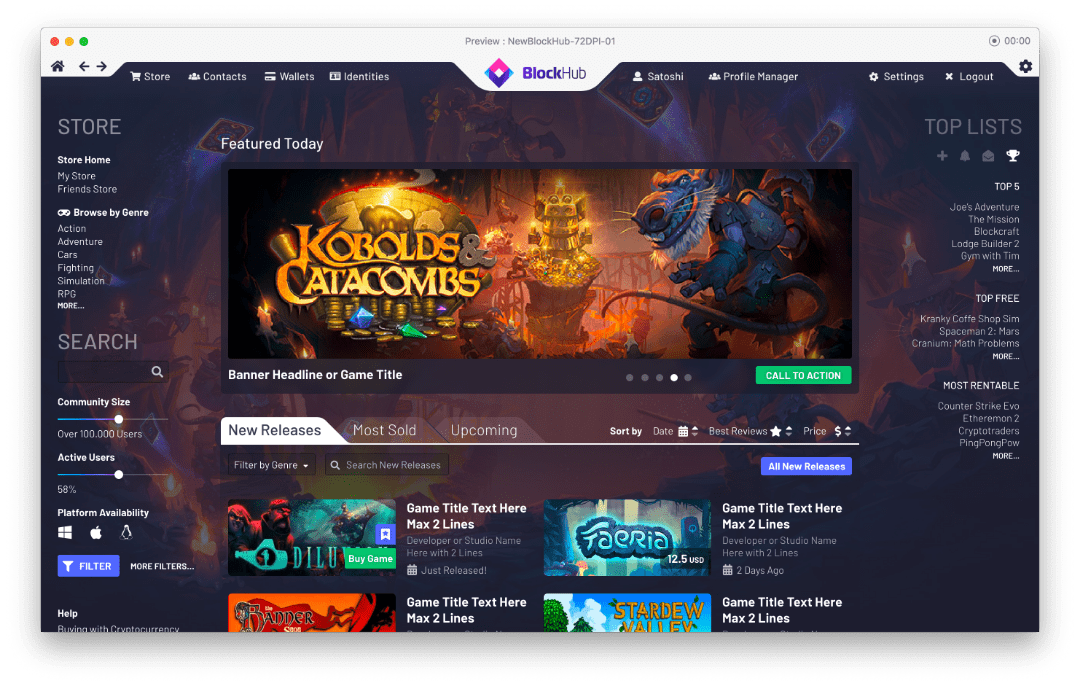 Preview : NewBlockHub-72DPI-01
00:00
Store
Contacts
Wallets
Identities
BlockHub
Satoshi
Profile Manager
Settings
Logout
STORE
Store Home
My Store
Friends Store
Browse by Genre
Action
Adventure
Cars
Fighting
Simulation
RPG
MORE...
SEARCH
Community Size
Over 100,000 Users
Active Users
58%
Platform Availability
FILTER
MORE FILTERS...
Help
Buying with Cryptocurrency
Featured Today
KOBOLDS &
CATACOMBS
Banner Headline or Game Title
CALL TO ACTION
New Releases
Most Sold
Upcoming
Sort by
Date
Best Reviews
Price
$
Filter by Genre
Search New Releases
All New Releases
DILU
Buy Game
Game Title Text Here
Max 2 Lines
Developer or Studio Name
Here with 2 Lines
Just Released!
Faeria
12.5 USD
Game Title Text Here
Max 2 Lines
Developer or Studio Name
Here with 2 Lines
2 Days Ago
the
BANNER
SAGA
Game Title Text Here
Max 2 Lines
STARDEW
VALLEY
Game Title Text Here
Max 2 Lines
TOP LISTS
TOP 5
Joe's Adventure
The Mission
Blockcraft
Lodge Builder 2
Gym with Tim
MORE...
TOP FREE
Kranky Coffe Shop Sim
Spaceman 2: Mars
Cranium: Math Problems
MORE...
MOST RENTABLE
Counter Strike Evo
Etheremon 2
Cryptotraders
PingPongPow
MORE...